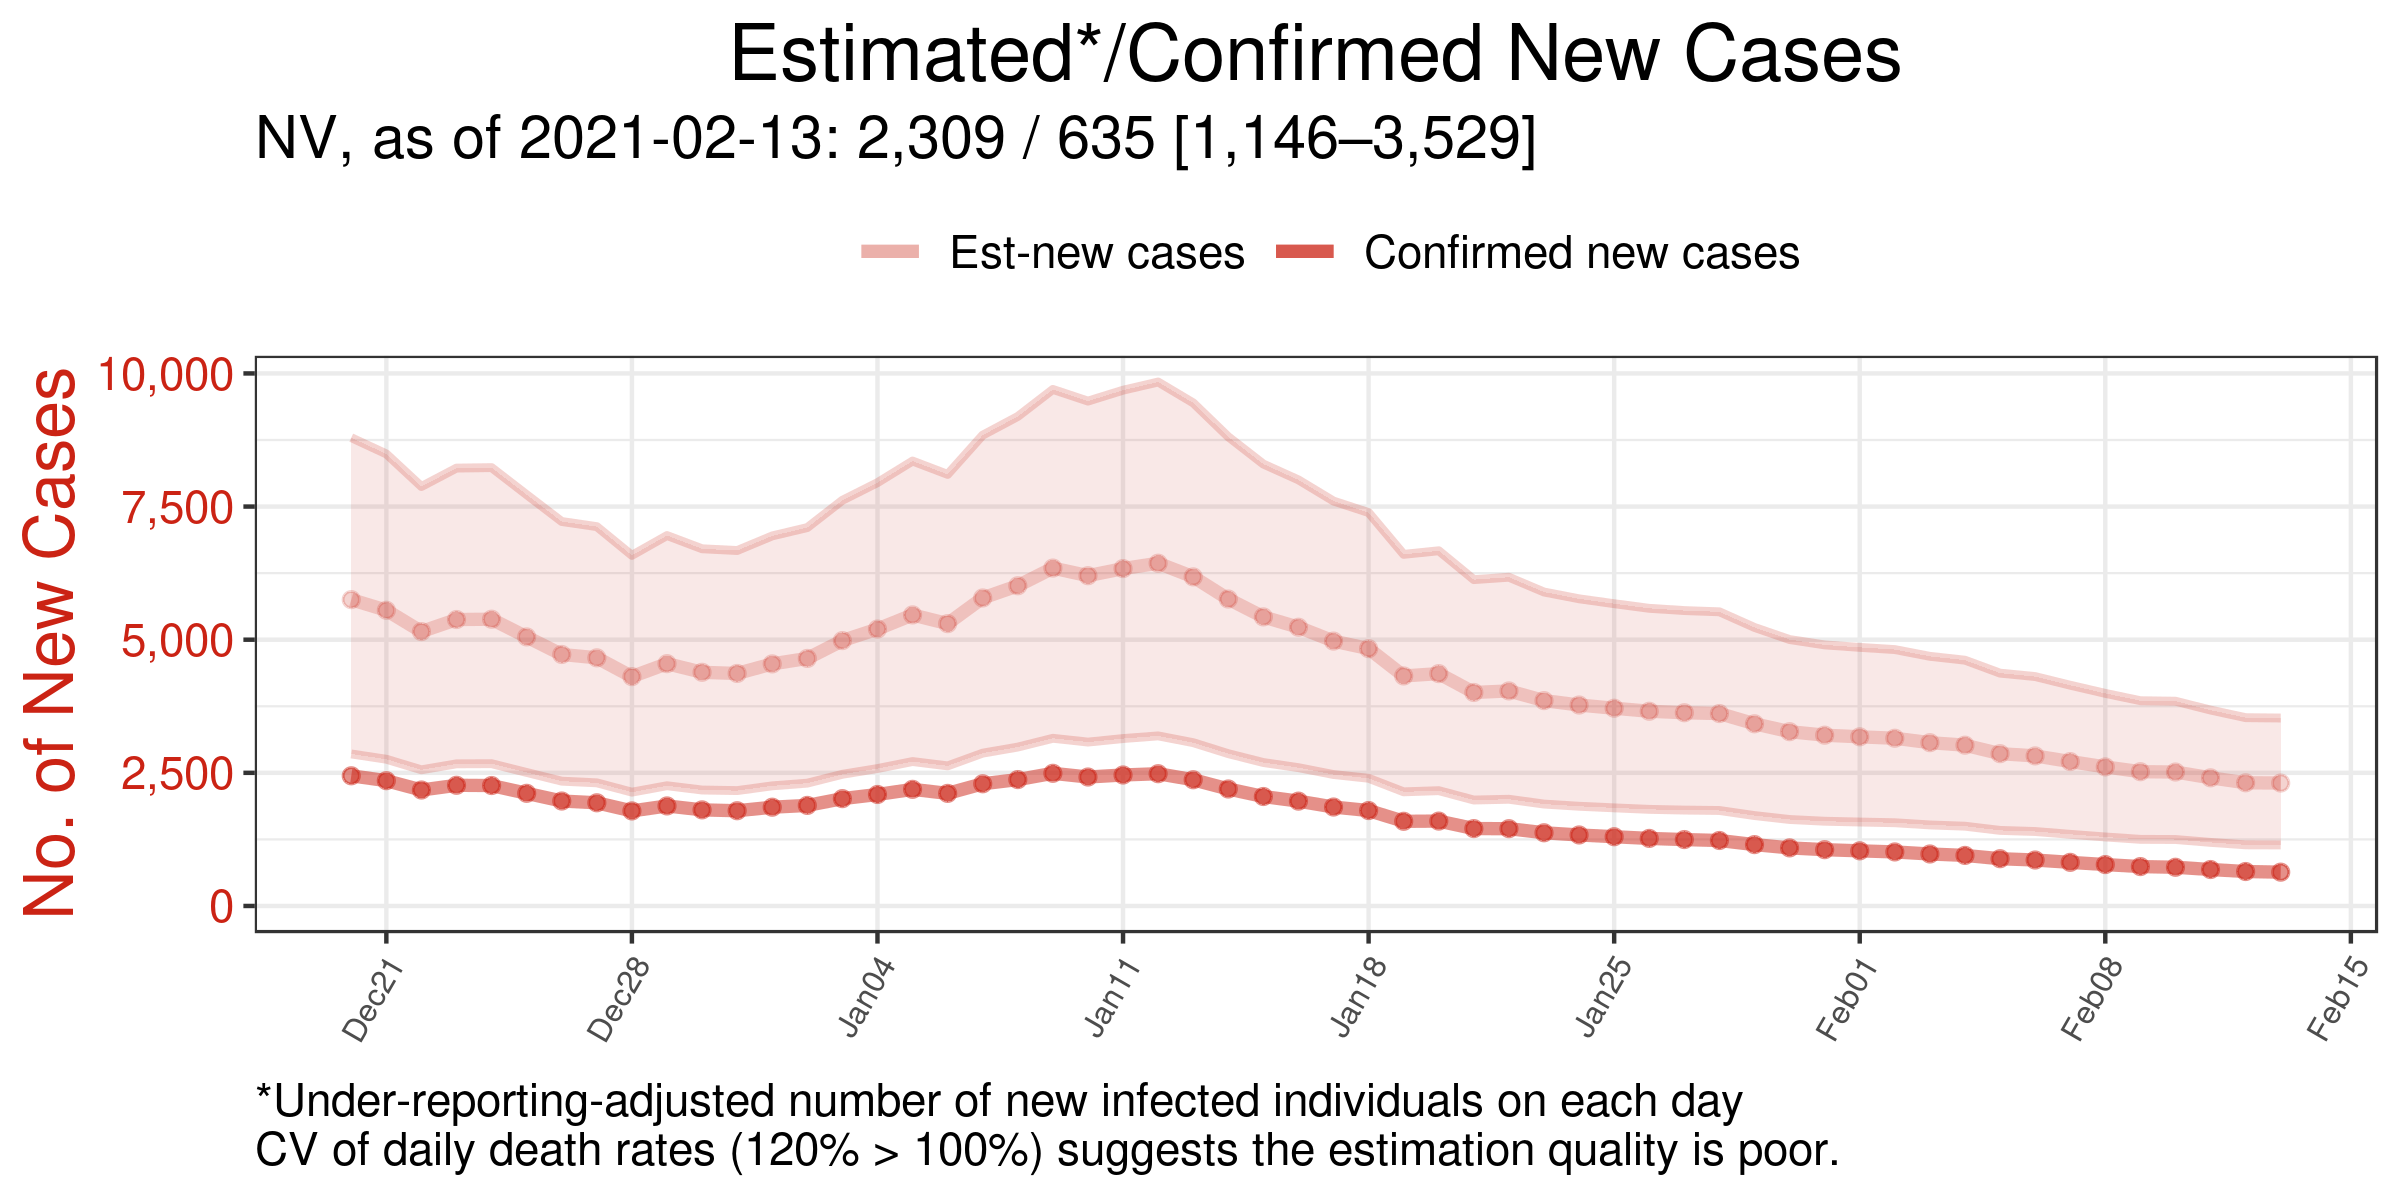 Estimated*/Confirmed New Cases
NV, as of 2021-02-13: 2,309 / 635 [1,146–3,529]
Est-new cases
Confirmed new cases
No. of New Cases
10,000
7,500
5,000
2,500
0
Dec21
Dec28
Jan04
Jan11
Jan18
Jan25
Feb01
Feb08
Feb15
*Under-reporting-adjusted number of new infected individuals on each day
CV of daily death rates (120% > 100%) suggests the estimation quality is poor.